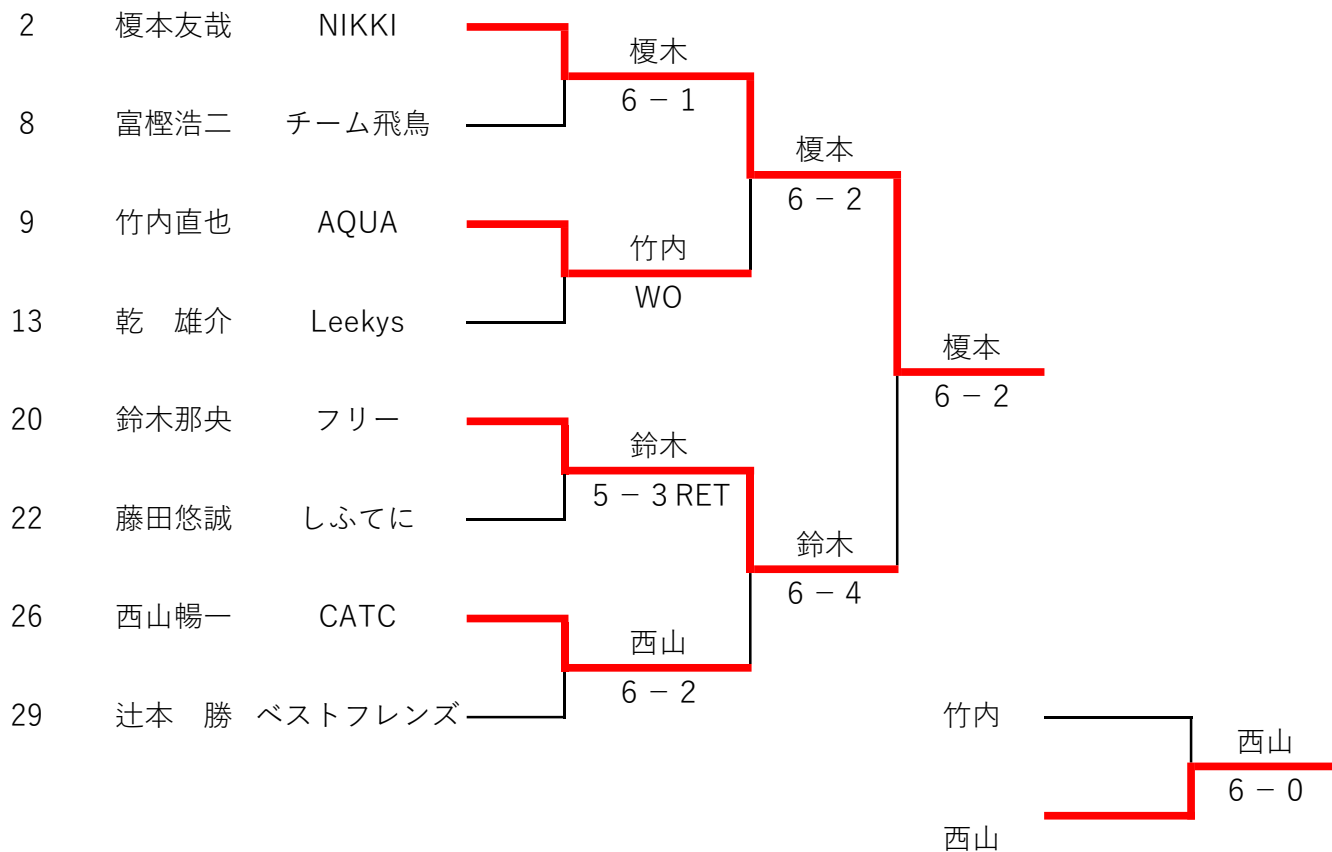 2 榎本友哉 NIKKI
榎木
6 － 1
8 富樫浩二 チーム飛鳥
榎本
6 － 2
9 竹内直也 AQUA
竹内
WO
13 乾　雄介 Leekys
榎本
6 － 2
20 鈴木那央 フリー
鈴木
5 － 3 RET
22 藤田悠誠 しふてに
鈴木
6 － 4
26 西山暢一 CATC
西山
6 － 2
29 辻本　勝 ベストフレンズ
竹内
西山
6 － 0
西山